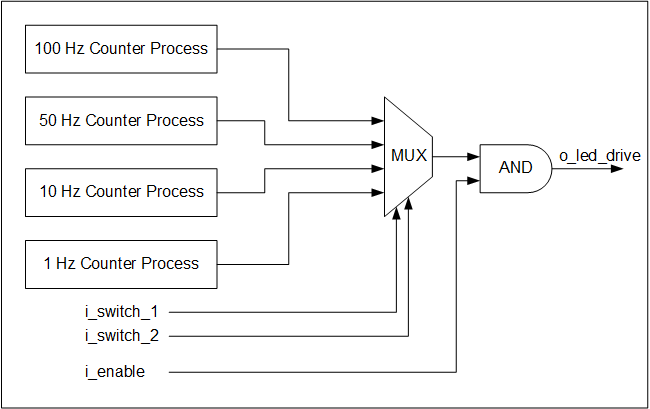 100 Hz Counter Process
50 Hz Counter Process
10 Hz Counter Process
1 Hz Counter Process
MUX
AND
o_led_drive
i_switch_1
i_switch_2
i_enable